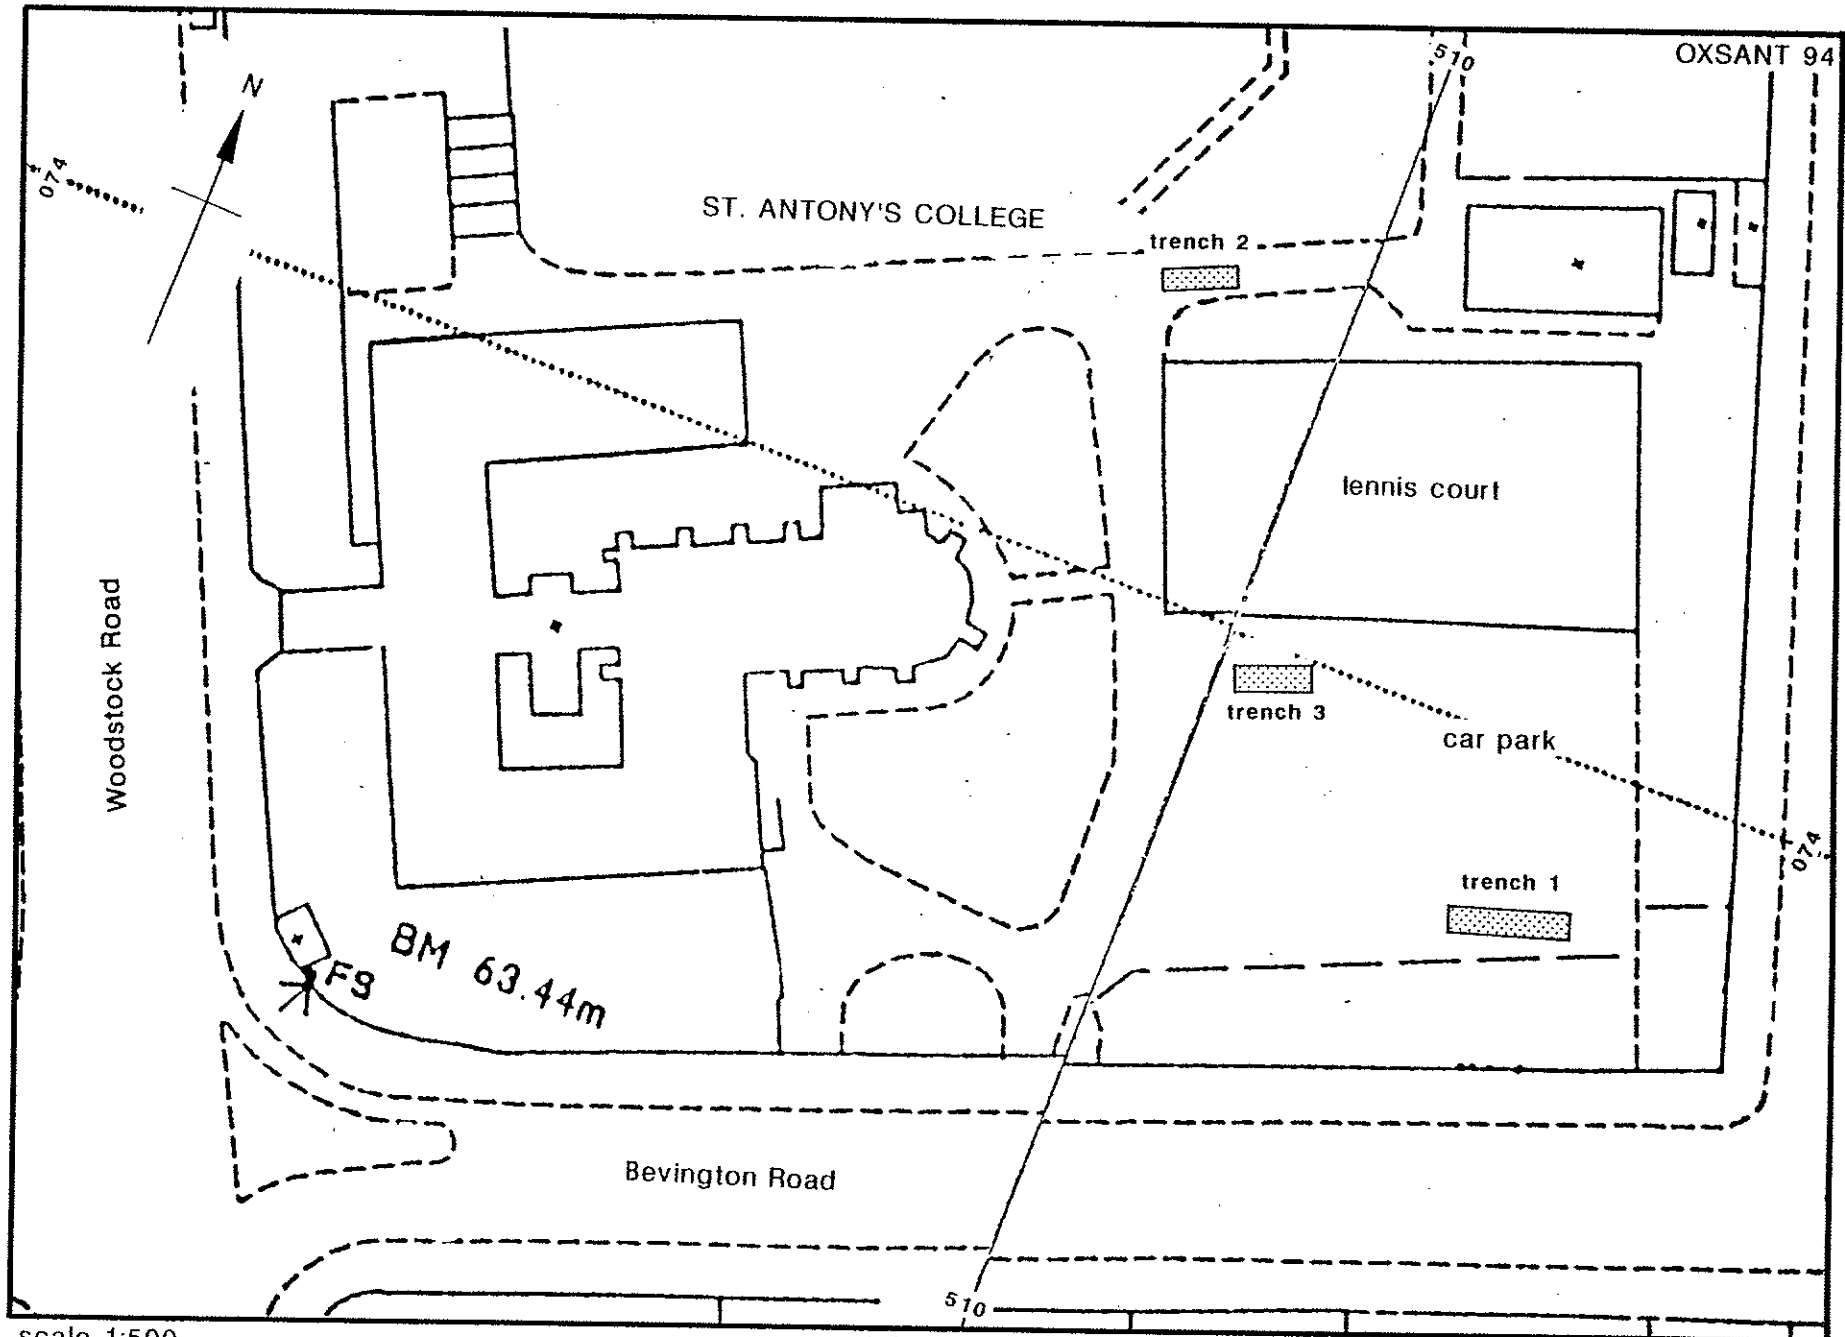 OXSANT 94
510
N
074
ST. ANTONY'S COLLEGE
trench 2
tennis court
Woodstock Road
trench 3
car park
074
trench 1
BM 63.44m
FB
Bevington Road
510
scale 1:500